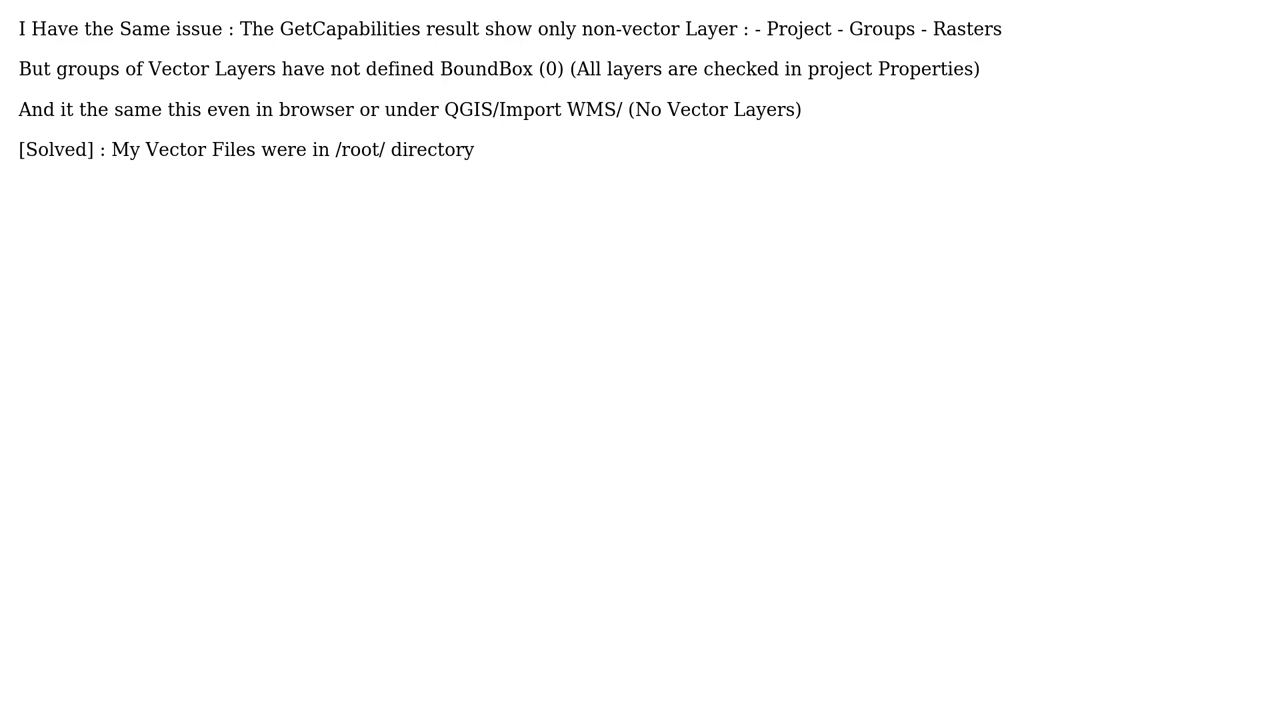 I Have the Same issue : The GetCapabilities result show only non-vector Layer : - Project - Groups - Rasters
But groups of Vector Layers have not defined BoundBox (0) (All layers are checked in project Properties)
And it the same this even in browser or under QGIS/Import WMS/ (No Vector Layers)
[Solved] : My Vector Files were in /root/ directory